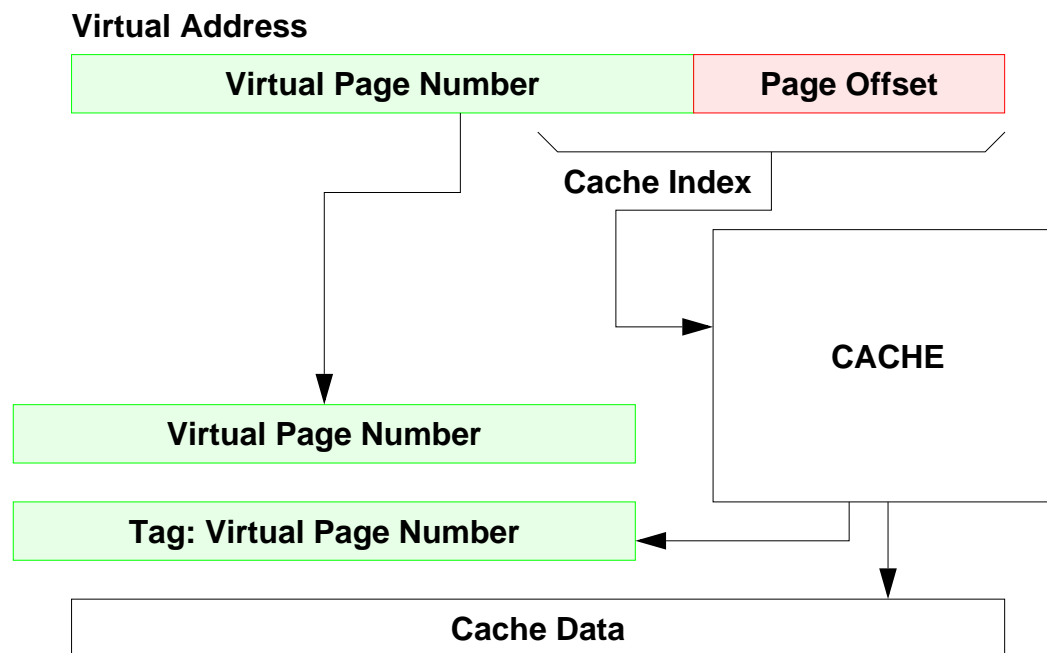 Virtual Address
Virtual Page Number
Page Offset
Cache Index
CACHE
Virtual Page Number
Tag: Virtual Page Number
Cache Data